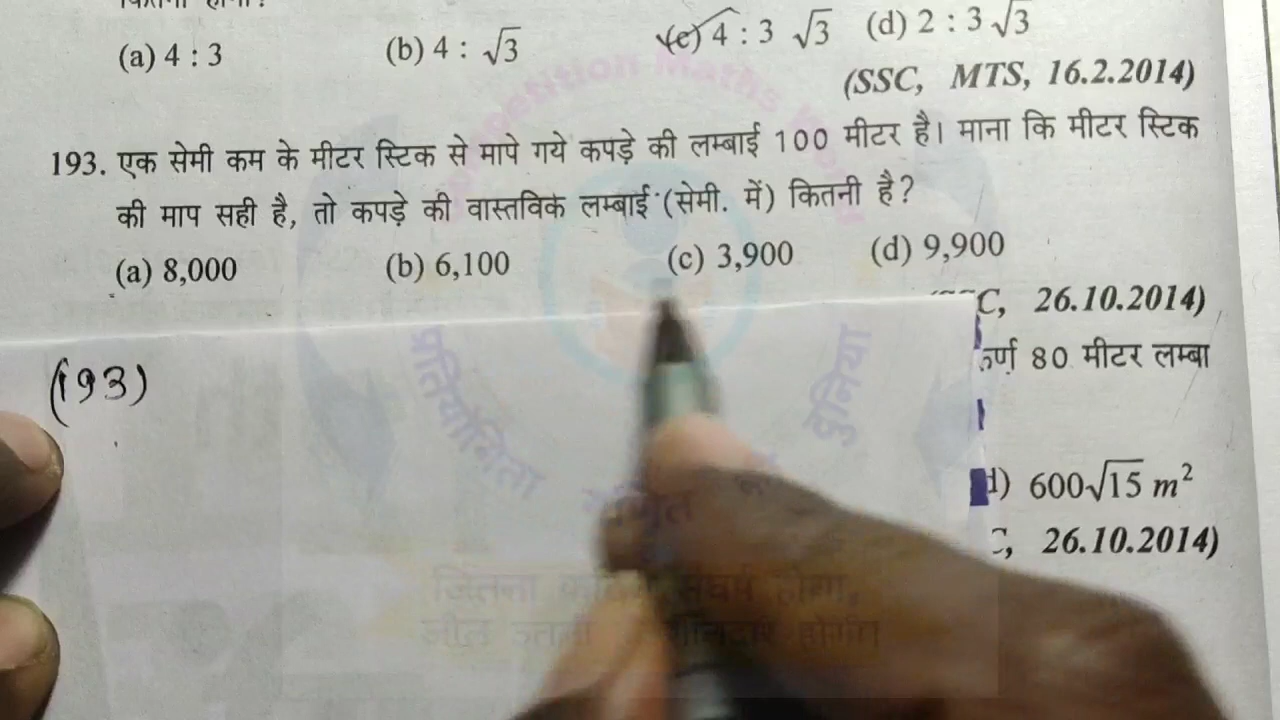 (a) 4 : 3 (b) 4 : √3 (c) 4 : 3 √3 (d) 2 : 3 √3
(SSC, MTS, 16.2.2014)
193. एक सेमी कम के मीटर स्टिक से मापे गये कपड़े की लम्बाई 100 मीटर है। माना कि मीटर स्टिक
की माप सही है, तो कपड़े की वास्तविक लम्बाई (सेमी. में) कितनी है?
(a) 8,000 (b) 6,100 (c) 3,900 (d) 9,900
C, 26.10.2014)
(193)
80 मीटर लम्बा
600√15 m²
26.10.2014)
प्रतियोगिता गणित दुनिया